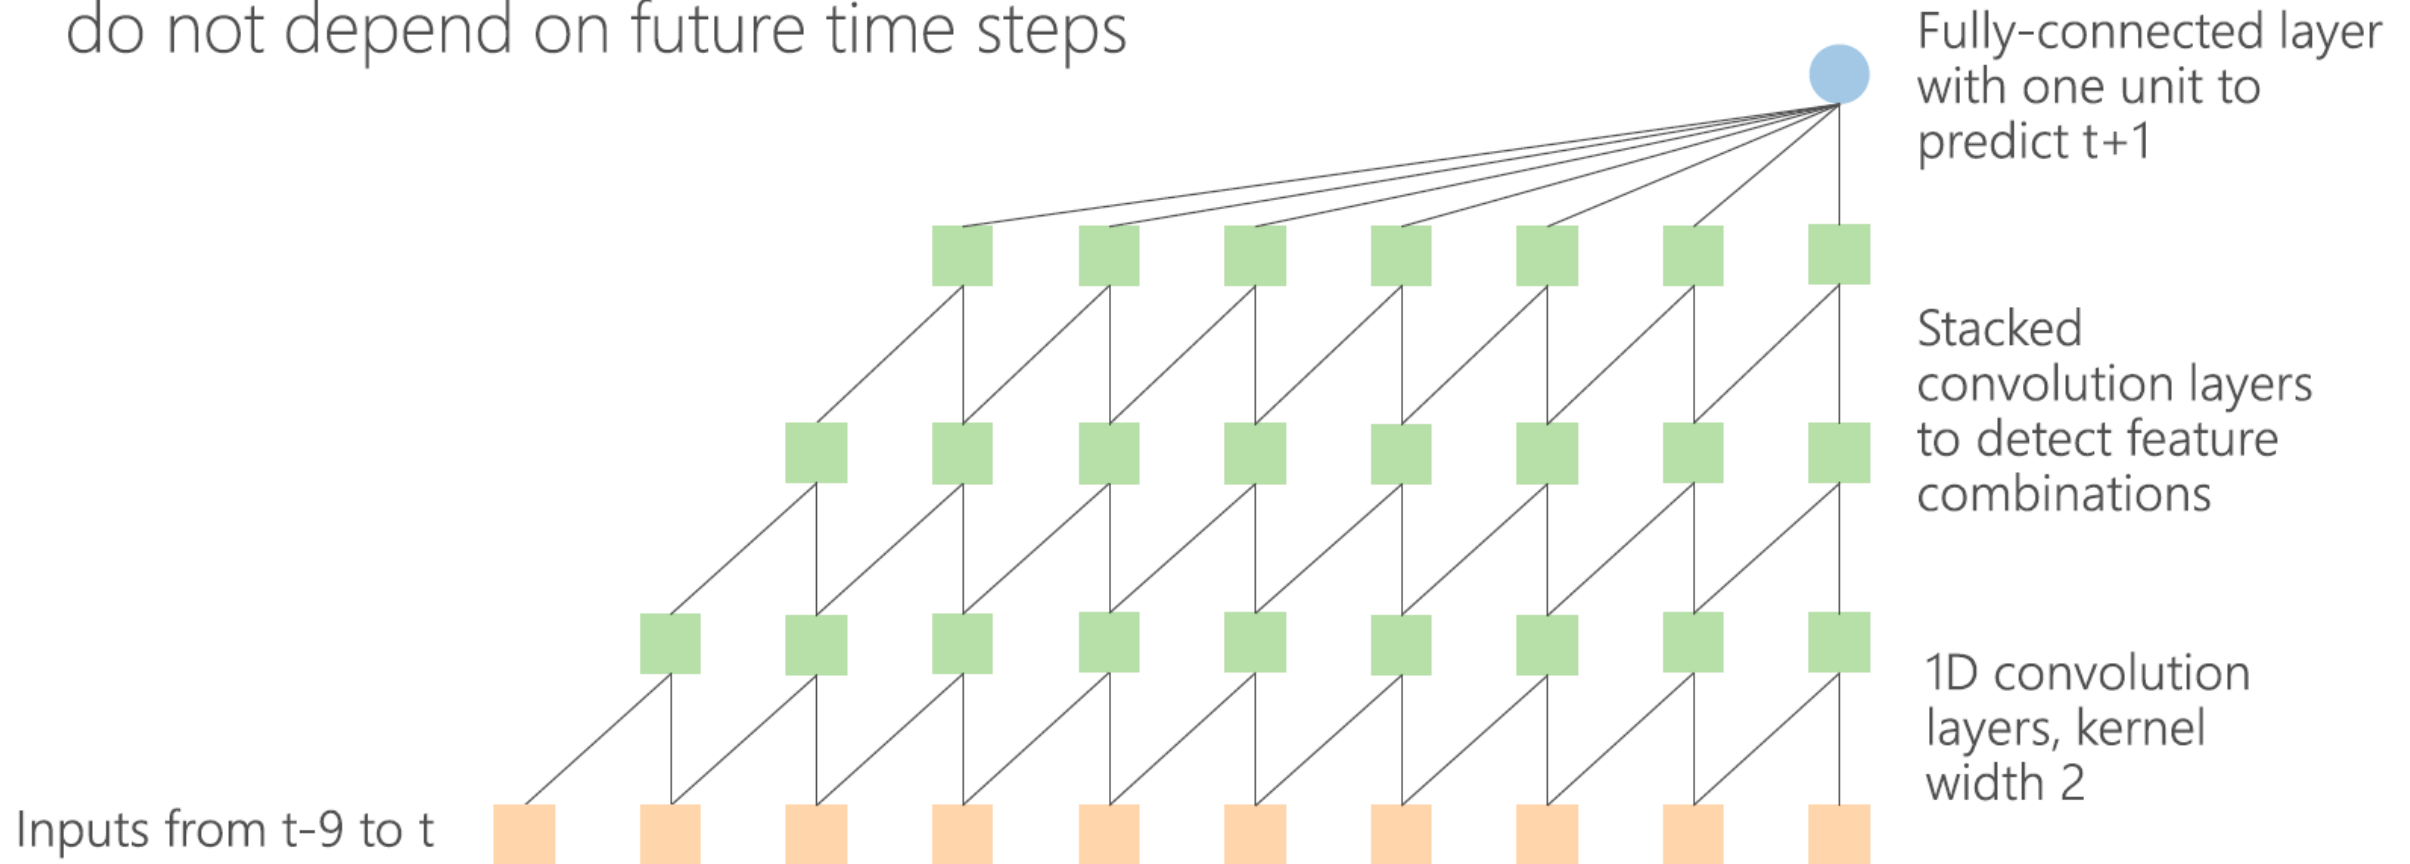 do not depend on future time steps
Fully-connected layer
with one unit to
predict t+1
Stacked
convolution layers
to detect feature
combinations
1D convolution
layers, kernel
width 2
Inputs from t-9 to t